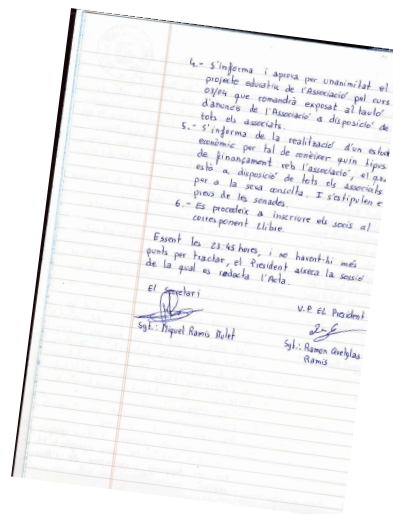 4.- S'informa i aprova per unanimitat el
projecte educatiu de l'Associació pel curs
03/04 que romandrà exposat al tauló
d'anuncis de l'Associació a disposició de
tots els associats.
5.- S'informa de la realització d'un estudi
econòmic per tal de conèixer quin tipus
de finançament reb l'associació, el qual
està a disposició de tots els associats
per a la seva consulta. I s'estipulen e
preus de les senades.
6.- Es procedeix a inscriure els socis al
corresponent Llibre.
Essent les 23:45 hores, i no havent-hi més
punts per tractar, el President aixeca la sessió
de la qual es redacta l'Acta.
El secretari
V.P. EL President
Sgt.: Miquel Ramis Molet
Sgt.: Ramon Quetglas
Ramis